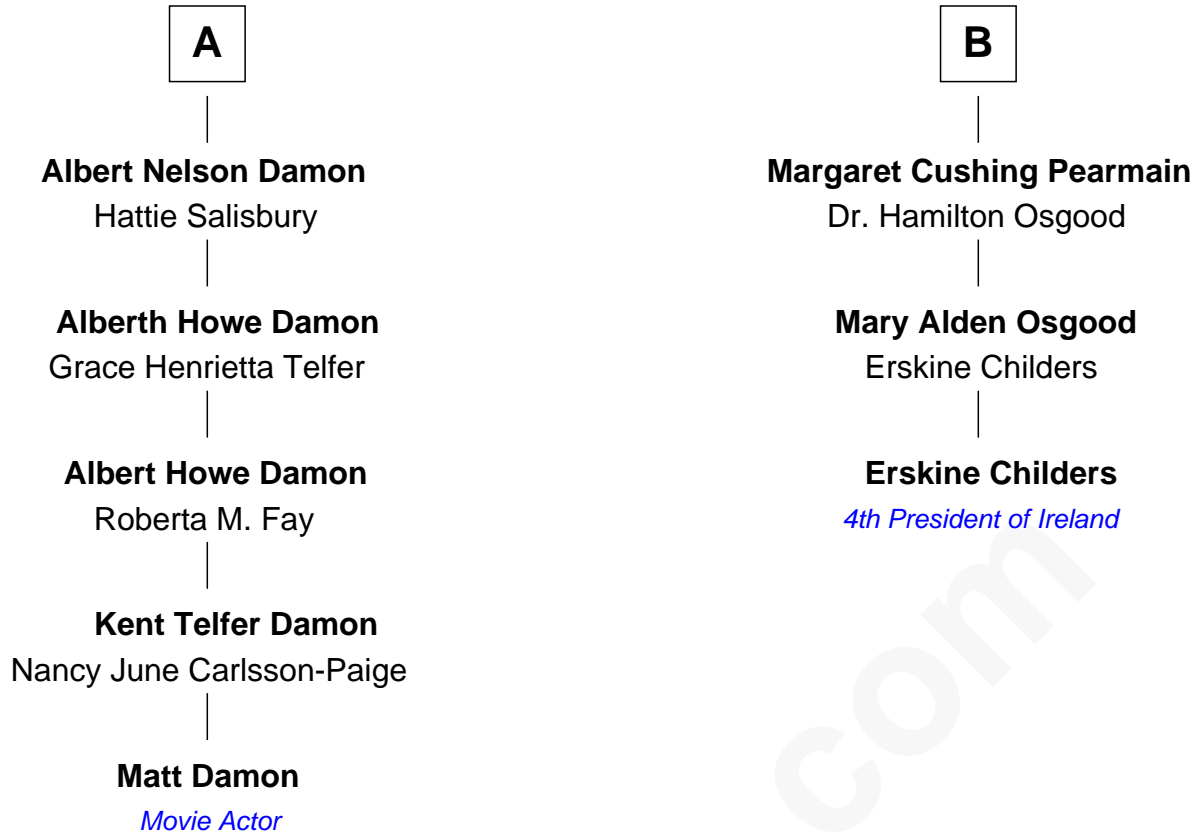 A
Albert Nelson Damon
Hattie Salisbury
Alberth Howe Damon
Grace Henrietta Telfer
Albert Howe Damon
Roberta M. Fay
Kent Telfer Damon
Nancy June Carlsson-Paige
Matt Damon
Movie Actor
B
Margaret Cushing Pearmain
Dr. Hamilton Osgood
Mary Alden Osgood
Erskine Childers
Erskine Childers
4th President of Ireland
com